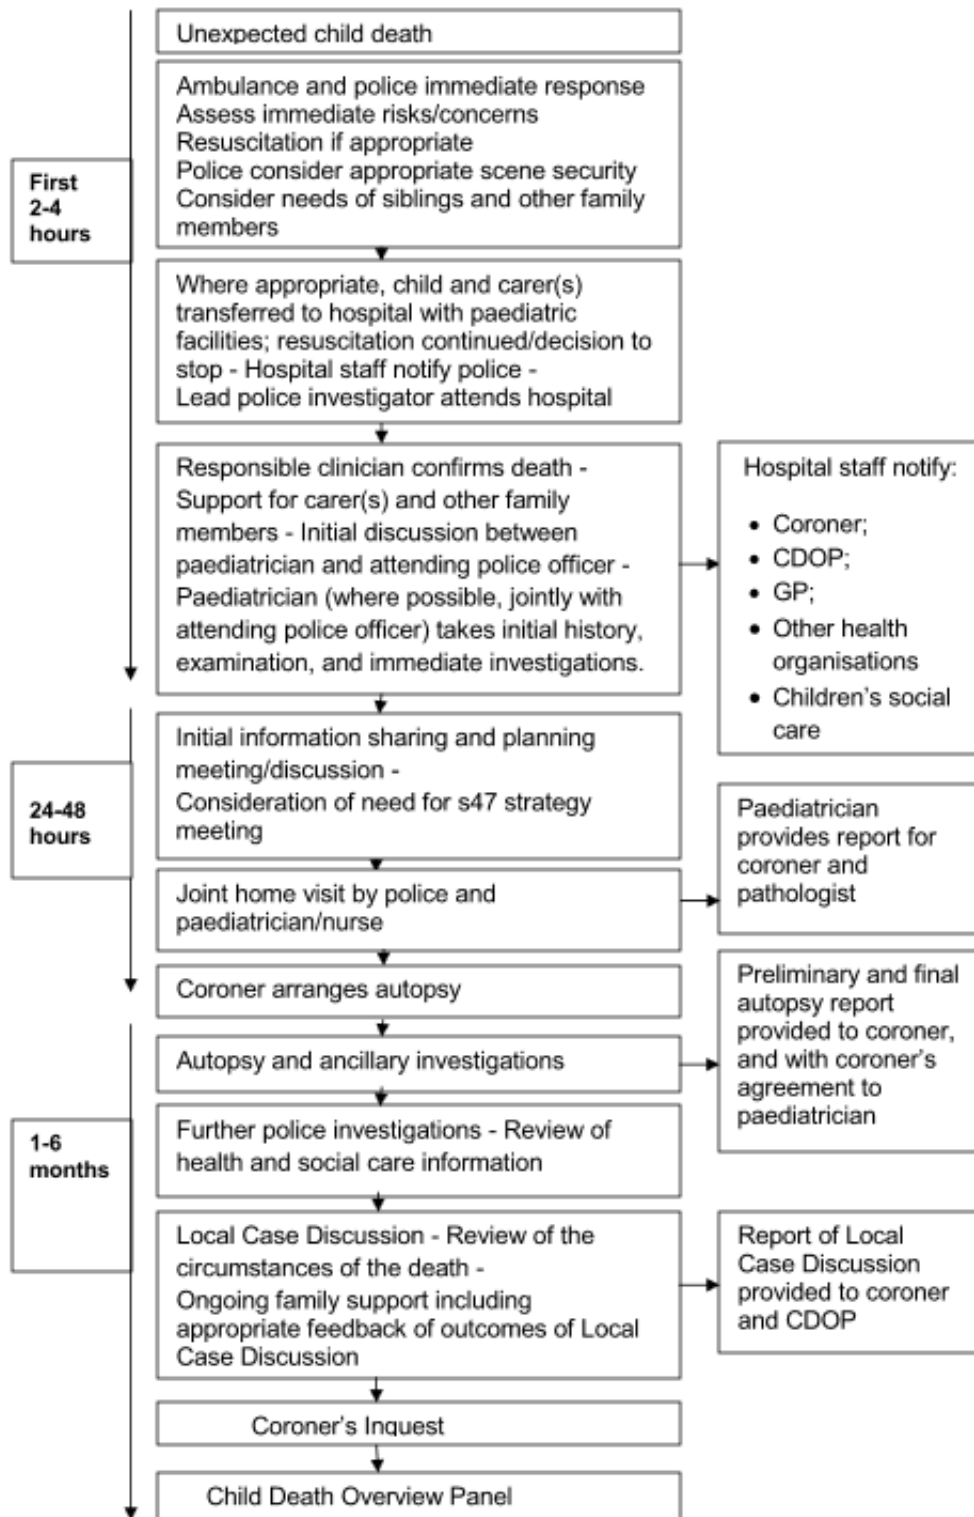 Unexpected child death
Ambulance and police immediate response
Assess immediate risks/concerns
Resuscitation if appropriate
Police consider appropriate scene security
Consider needs of siblings and other family
members
First
2-4
hours
Where appropriate, child and carer(s)
transferred to hospital with paediatric
facilities; resuscitation continued/decision to
stop - Hospital staff notify police -
Lead police investigator attends hospital
Responsible clinician confirms death -
Support for carer(s) and other family
members - Initial discussion between
paediatrician and attending police officer -
Paediatrician (where possible, jointly with
attending police officer) takes initial history,
examination, and immediate investigations.
Hospital staff notify:
• Coroner;
• CDOP;
• GP;
• Other health
organisations
• Children's social
care
24-48
hours
Initial information sharing and planning
meeting/discussion -
Consideration of need for s47 strategy
meeting
Joint home visit by police and
paediatrician/nurse
Paediatrician
provides report for
coroner and
pathologist
Coroner arranges autopsy
1-6
months
Autopsy and ancillary investigations
Preliminary and final
autopsy report
provided to coroner,
and with coroner's
agreement to
paediatrician
Further police investigations - Review of
health and social care information
Local Case Discussion - Review of the
circumstances of the death -
Ongoing family support including
appropriate feedback of outcomes of Local
Case Discussion
Report of Local
Case Discussion
provided to coroner
and CDOP
Coroner's Inquest
Child Death Overview Panel